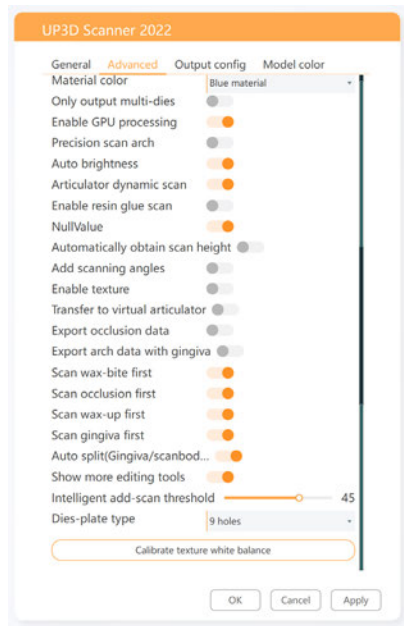 UP3D Scanner 2022
General Advanced Output config Model color
Material color Blue material
Only output multi-dies
Enable GPU processing
Precision scan arch
Auto brightness
Articulator dynamic scan
Enable resin glue scan
NullValue
Automatically obtain scan height
Add scanning angles
Enable texture
Transfer to virtual articulator
Export occlusion data
Export arch data with gingiva
Scan wax-bite first
Scan occlusion first
Scan wax-up first
Scan gingiva first
Auto split(Gingiva/scanbod...
Show more editing tools
Intelligent add-scan threshold 45
Dies-plate type 9 holes
Calibrate texture white balance
OK Cancel Apply